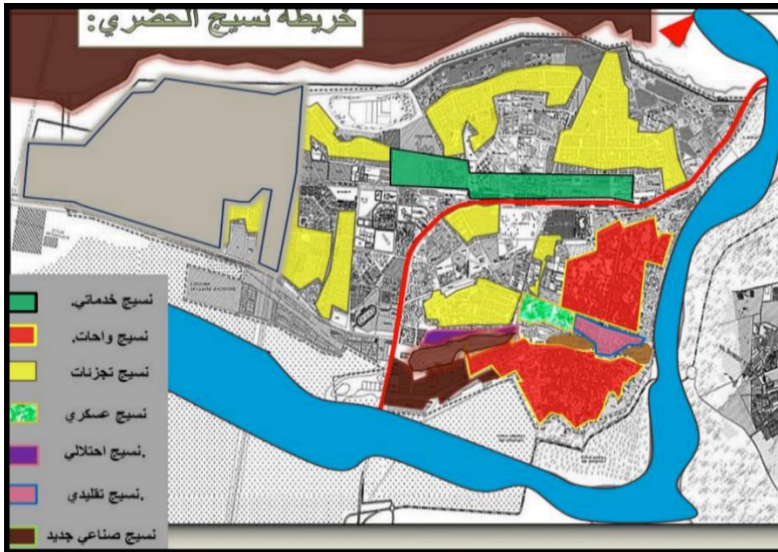 خريطة نسيج الحضري:
نسيج خدماتي.
نسيج واحات.
نسيج تجزئات
نسيج عسكري
.نسيج احتلالي
.نسيج تقليدي
نسيج صناعي جديد